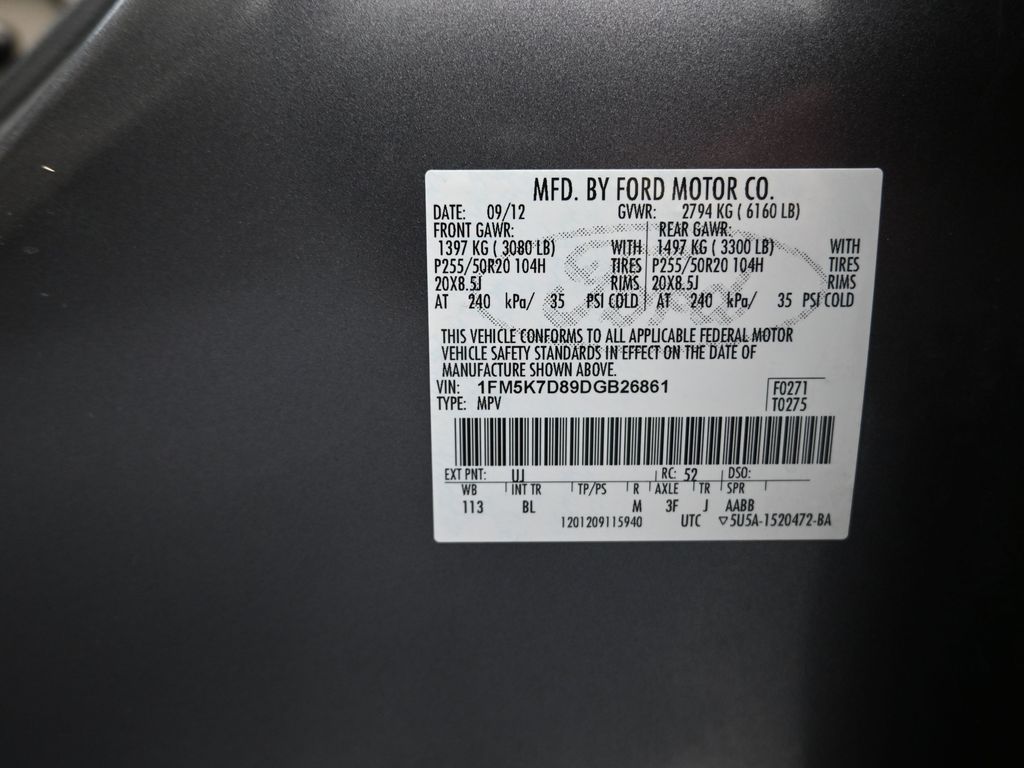 MFD. BY FORD MOTOR CO.
DATE: 09/12 GVWR: 2794 KG ( 6160 LB)
FRONT GAWR: REAR GAWR:
1397 KG ( 3080 LB) WITH 1497 KG ( 3300 LB) WITH
P255/50R20 104H TIRES P255/50R20 104H TIRES
20X8.5J RIMS 20X8.5J RIMS
AT 240 kPa/ 35 PSI COLD AT 240 kPa/ 35 PSI COLD
Ford
THIS VEHICLE CONFORMS TO ALL APPLICABLE FEDERAL MOTOR
VEHICLE SAFETY STANDARDS IN EFFECT ON THE DATE OF
MANUFACTURE SHOWN ABOVE.
VIN: 1FM5K7D89DGB26861 F0271
TYPE: MPV T0275
EXT PNT: UJ RC: 52 DSO:
WB INT TR TP/PS R AXLE TR SPR
113 BL M 3F J AABB
1201209115940 UTC ▽5U5A-1520472-BA